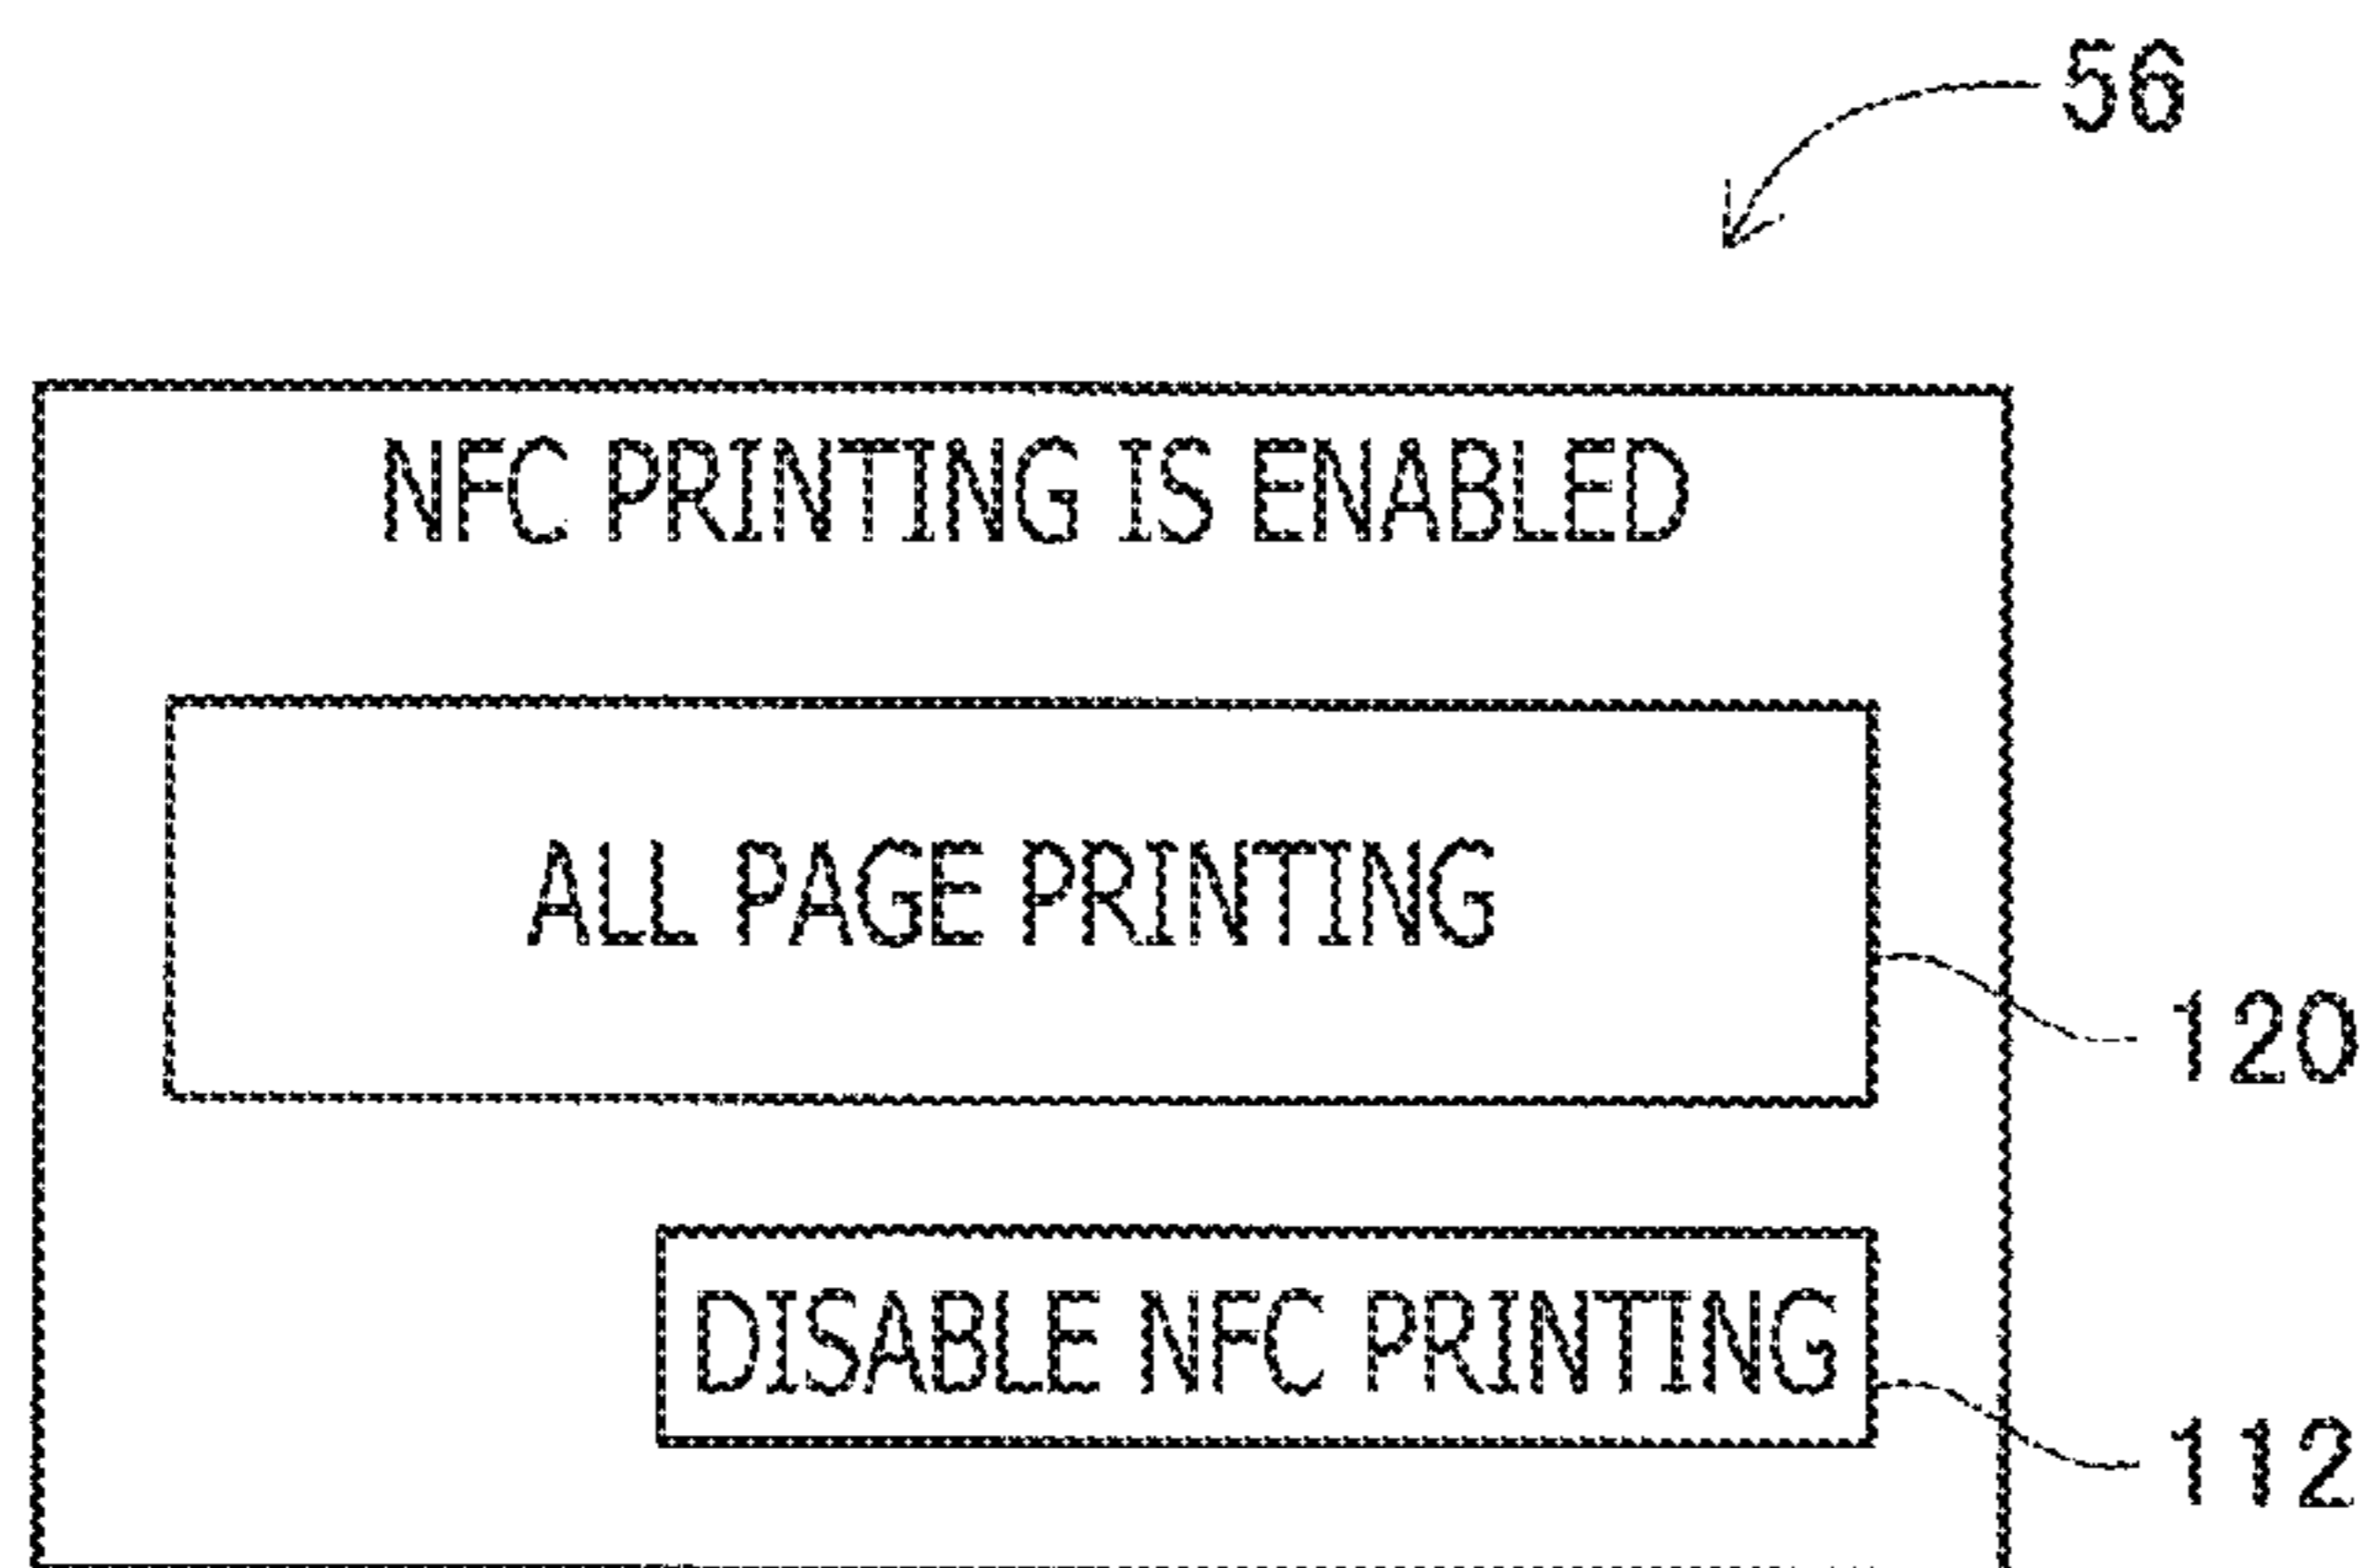 56
NFC PRINTING IS ENABLED
ALL PAGE PRINTING
120
DISABLE NFC PRINTING
112